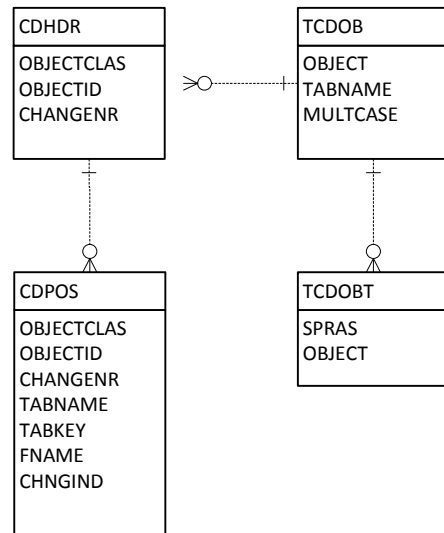 CDHDR
OBJECTCLAS
OBJECTID
CHANGENR
TCDOB
OBJECT
TABNAME
MULTCASE
CDPOS
OBJECTCLAS
OBJECTID
CHANGENR
TABNAME
TABKEY
FNAME
CHNGIND
TCDOBT
SPRAS
OBJECT